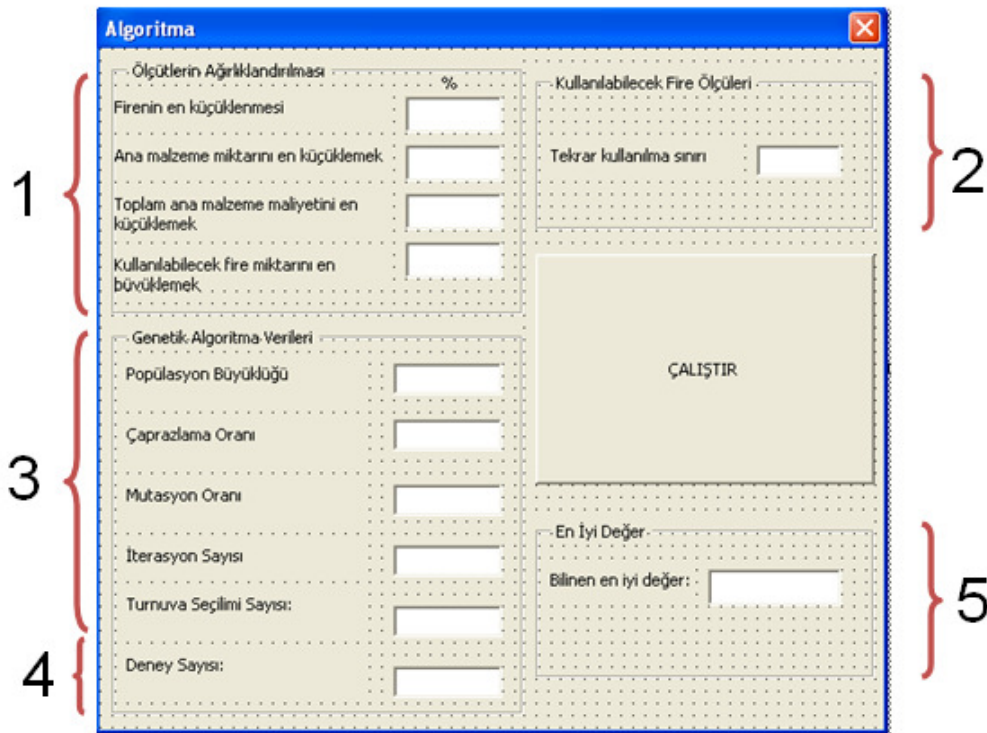 Algoritma
Ölçütlerin Ağırlıklandırılması
%
Firenin en küçüklenmesi
Ana malzeme miktarını en küçüklemek
Toplam ana malzeme maliyetini en
küçüklemek
Kullanılabilecek fire miktarını en
büyüklemek
1
Kullanılabilecek Fire Ölçüleri
Tekrar kullanılma sınırı
2
ÇALIŞTIR
Genetik Algoritma Verileri
Popülasyon Büyüklüğü
Çaprazlama Oranı
Mutasyon Oranı
İterasyon Sayısı
Turnuva Seçilimi Sayısı:
3
Deney Sayısı:
4
En İyi Değer
Bilinen en iyi değer:
5